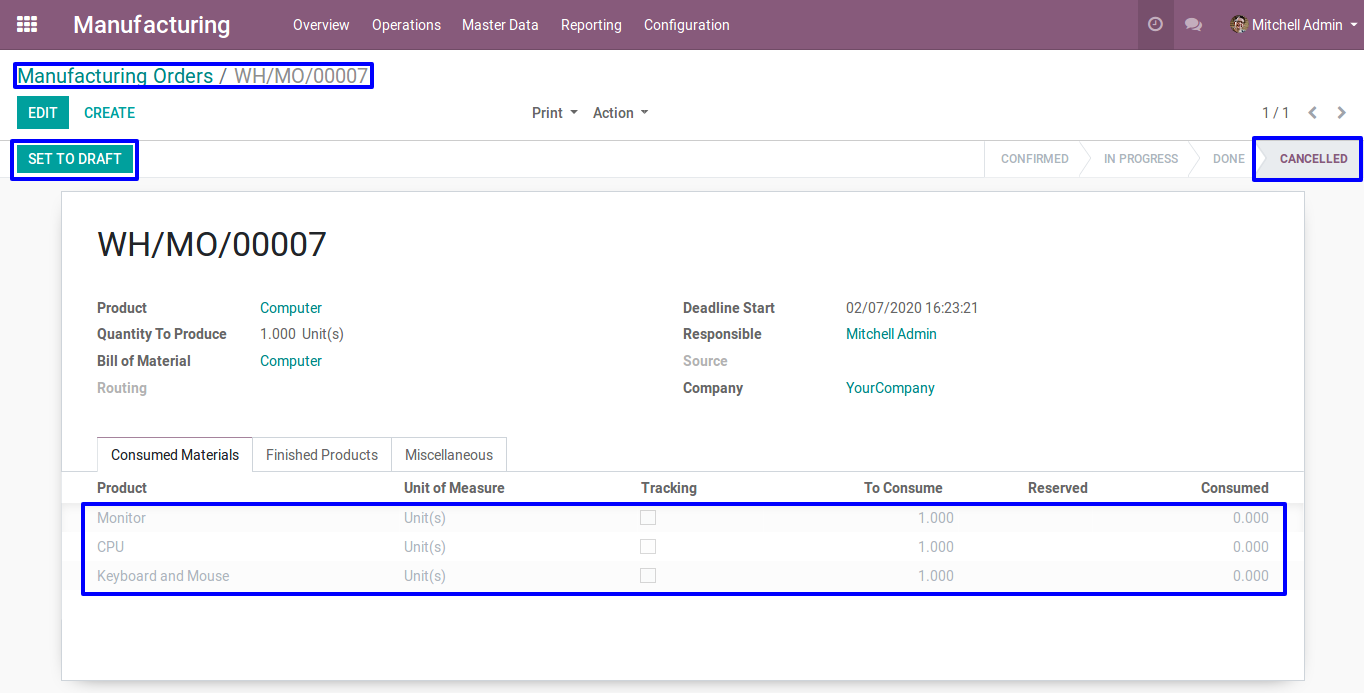 Manufacturing Overview Operations Master Data Reporting Configuration Mitchell Admin
Manufacturing Orders / WH/MO/00007
EDIT CREATE Print Action 1 / 1
SET TO DRAFT CONFIRMED IN PROGRESS DONE CANCELLED
WH/MO/00007
Product Computer Deadline Start 02/07/2020 16:23:21
Quantity To Produce 1.000 Unit(s) Responsible Mitchell Admin
Bill of Material Computer Source
Routing Company YourCompany
Consumed Materials Finished Products Miscellaneous
Product Unit of Measure Tracking To Consume Reserved Consumed
Monitor Unit(s) 1.000 0.000
CPU Unit(s) 1.000 0.000
Keyboard and Mouse Unit(s) 1.000 0.000